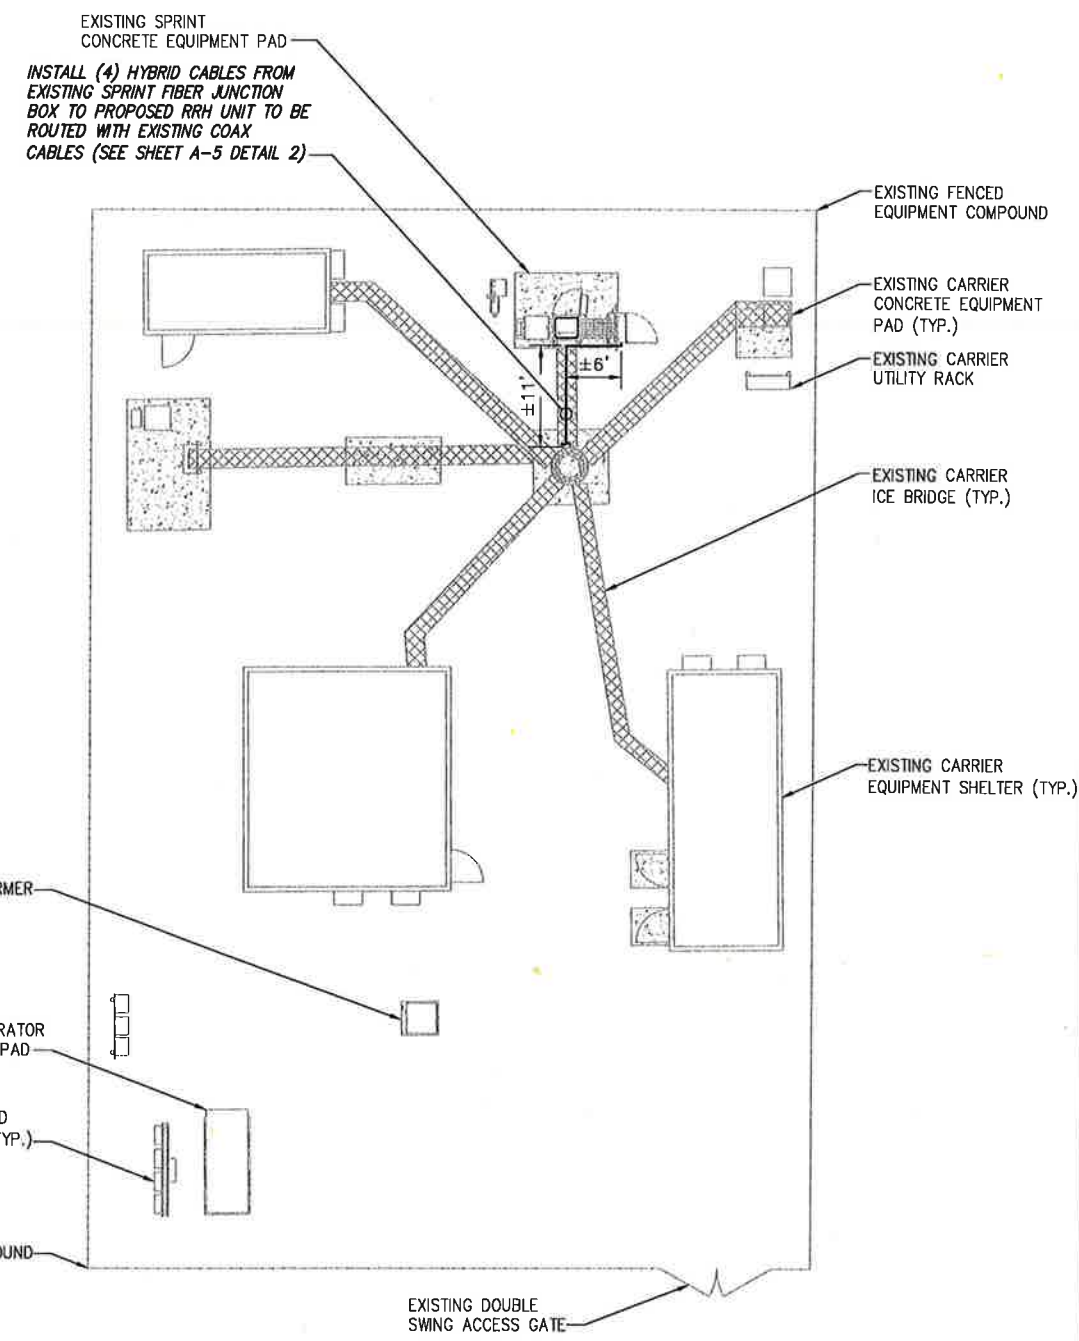 EXISTING SPRINT
CONCRETE EQUIPMENT PAD
INSTALL (4) HYBRID CABLES FROM
EXISTING SPRINT FIBER JUNCTION
BOX TO PROPOSED RRH UNIT TO BE
ROUTED WITH EXISTING COAX
CABLES (SEE SHEET A-5 DETAIL 2)
EXISTING FENCED
EQUIPMENT COMPOUND
EXISTING CARRIER
CONCRETE EQUIPMENT
PAD (TYP.)
EXISTING CARRIER
UTILITY RACK
±6'
±11'
EXISTING CARRIER
ICE BRIDGE (TYP.)
EXISTING CARRIER
EQUIPMENT SHELTER (TYP.)
RMER
RATOR
PAD
D
YP.)
OUND
EXISTING DOUBLE
SWING ACCESS GATE